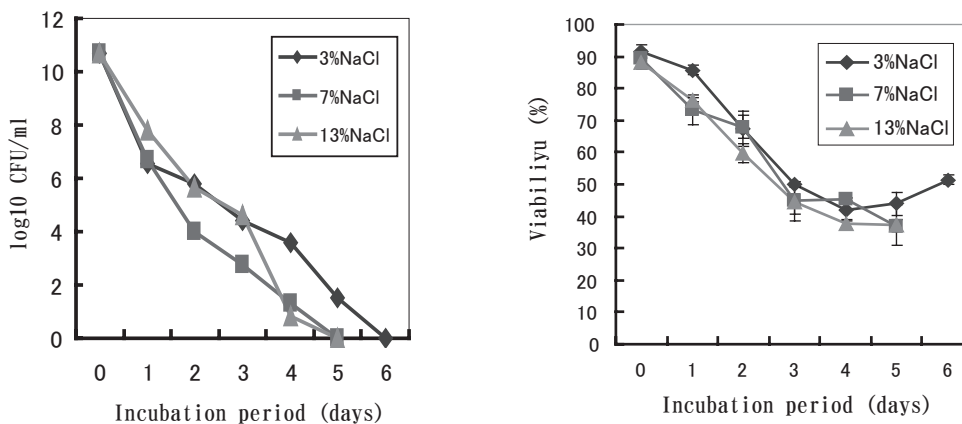 12
10
8
6
4
2
0
log10 CFU/ml
3%NaCl
7%NaCl
13%NaCl
0 1 2 3 4 5 6
Incubation period (days)
100
90
80
70
60
50
40
30
20
10
0
Viabiliyu (%)
3%NaCl
7%NaCl
13%NaCl
0 1 2 3 4 5 6
Incubation period (days)